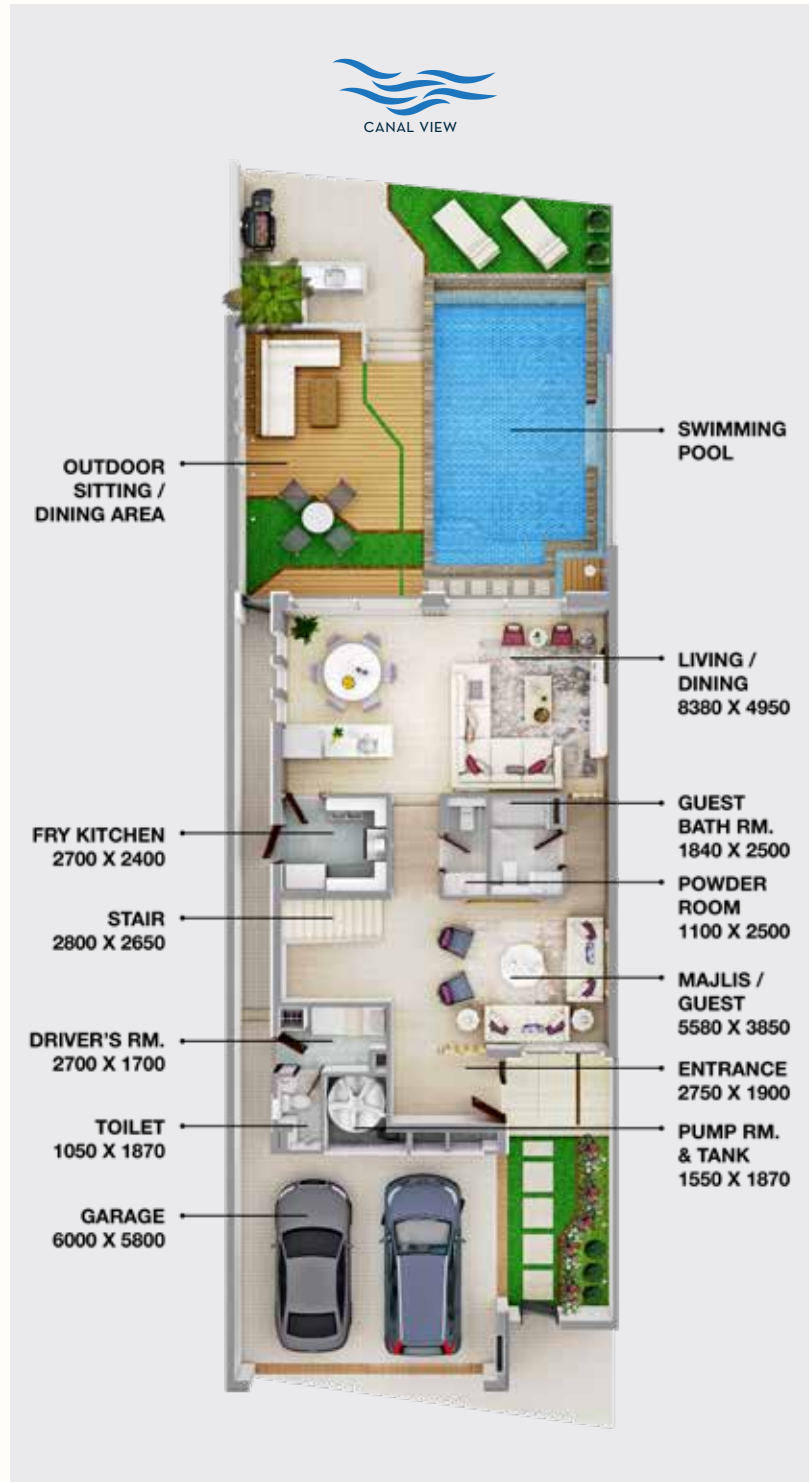 CANAL VIEW
OUTDOOR
SITTING /
DINING AREA
SWIMMING
POOL
LIVING /
DINING
8380 X 4950
FRY KITCHEN
2700 X 2400
GUEST
BATH RM.
1840 X 2500
STAIR
2800 X 2650
POWDER
ROOM
1100 X 2500
MAJLIS /
GUEST
5580 X 3850
DRIVER'S RM.
2700 X 1700
ENTRANCE
2750 X 1900
TOILET
1050 X 1870
PUMP RM.
& TANK
1550 X 1870
GARAGE
6000 X 5800